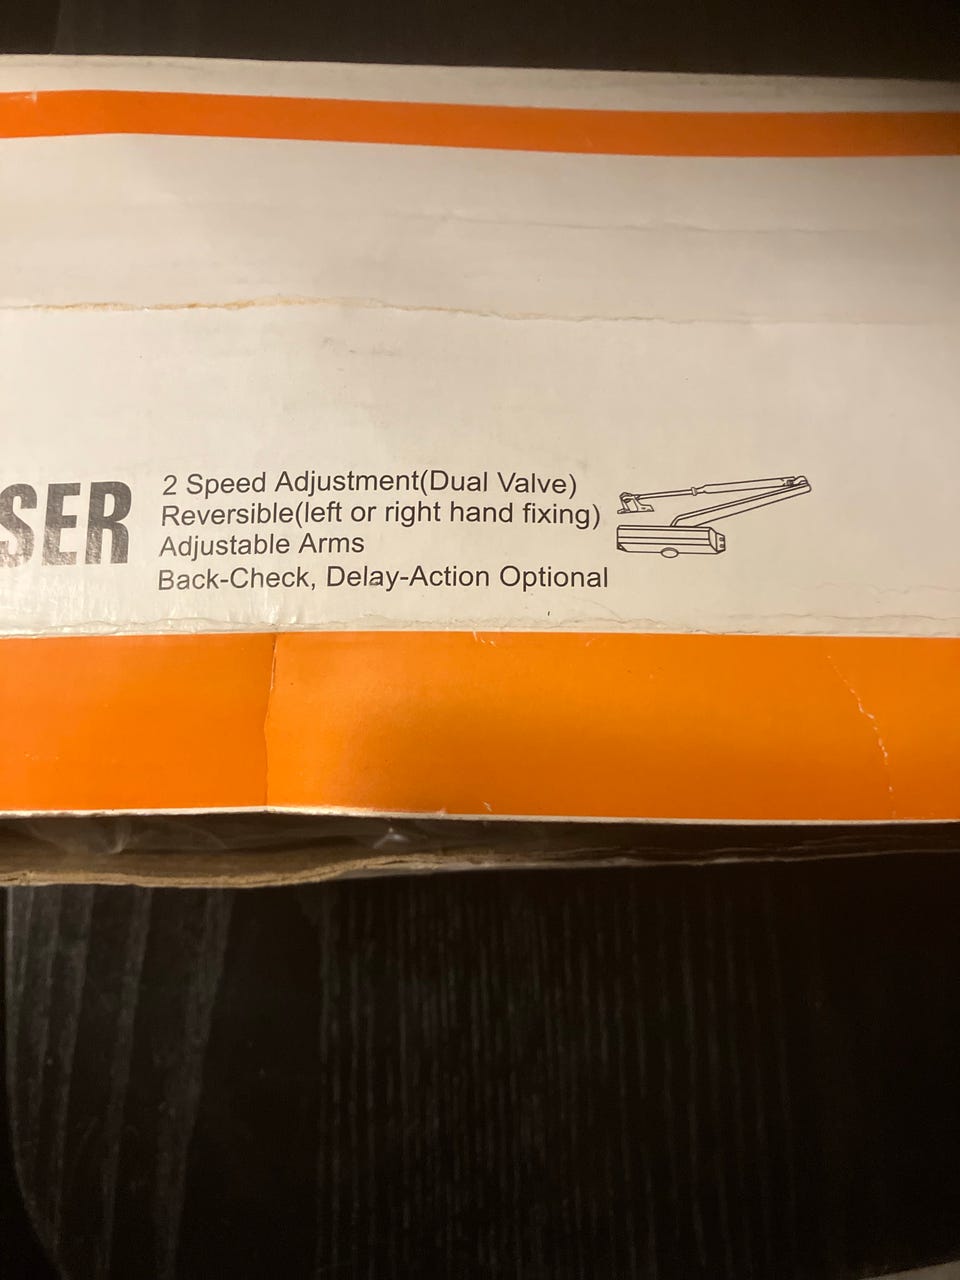 SER
2 Speed Adjustment(Dual Valve)
Reversible(left or right hand fixing)
Adjustable Arms
Back-Check, Delay-Action Optional